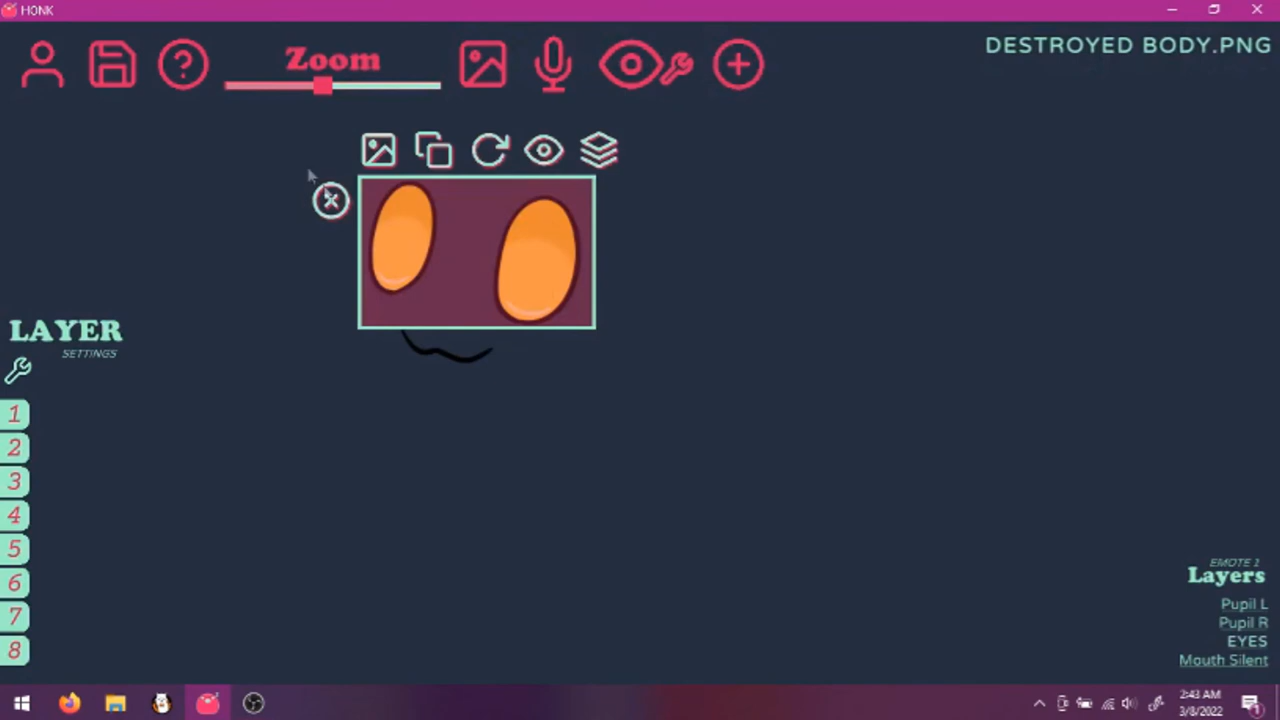 HONK
Zoom
DESTROYED BODY.PNG
LAYER
SETTINGS
1
2
3
4
5
6
7
8
EMOTE 1
Layers
Pupil L
Pupil R
EYES
Mouth Silent
2:43 AM
3/8/2022
1